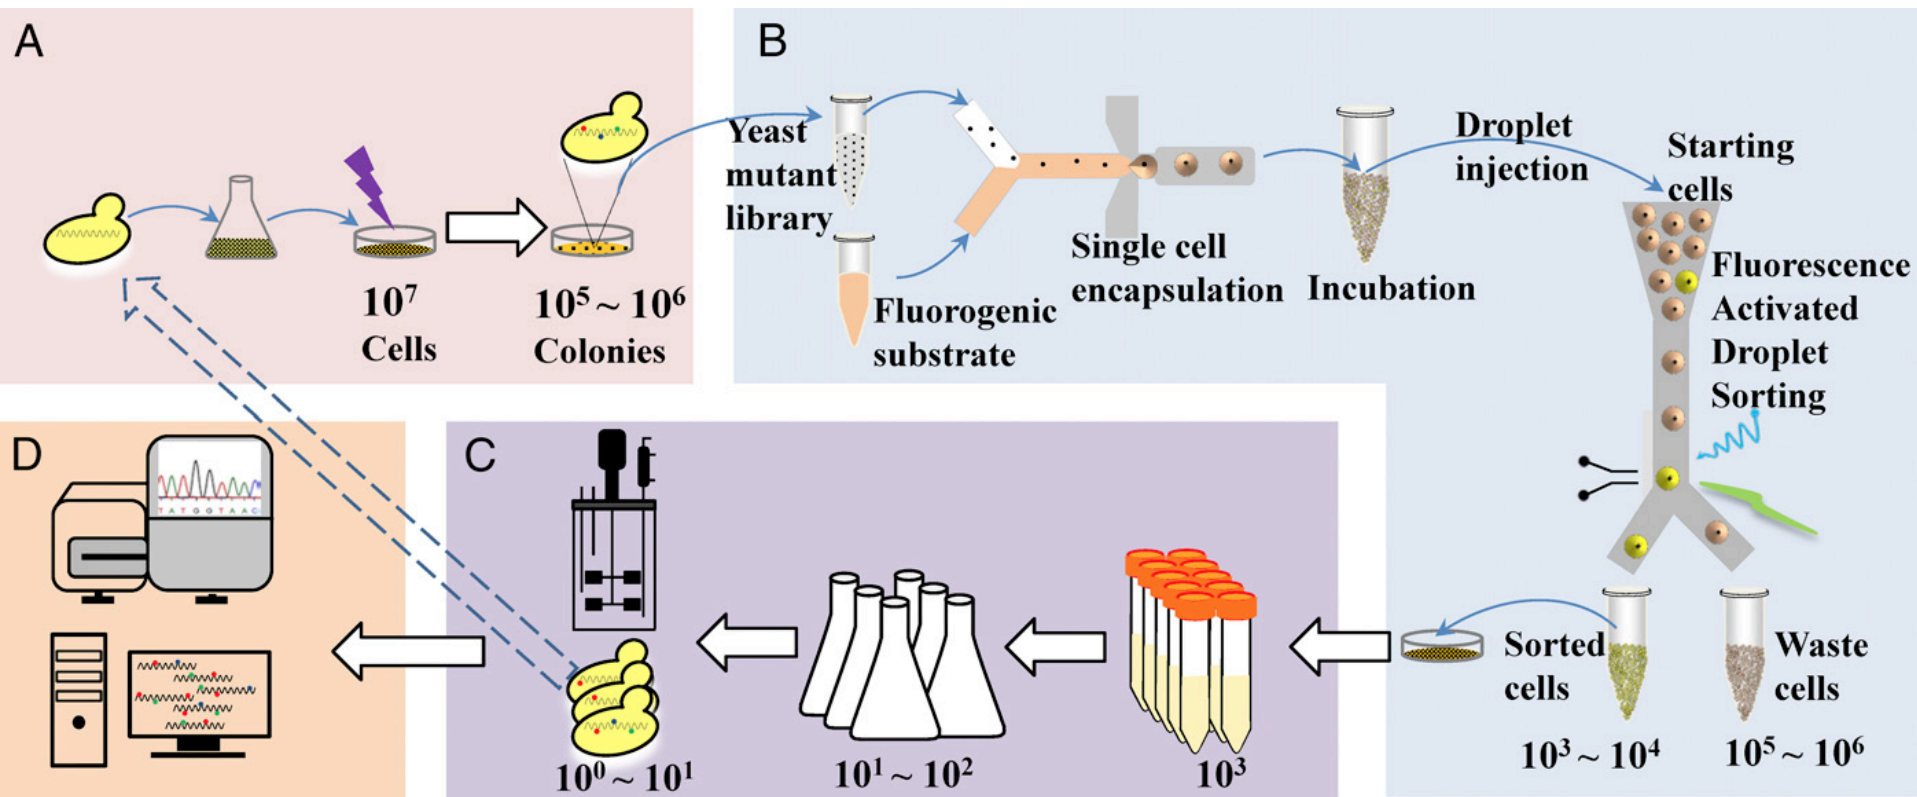 A
10⁷
Cells
10⁵ ~ 10⁶
Colonies
B
Yeast
mutant
library
Fluorogenic
substrate
Single cell
encapsulation
Incubation
Droplet
injection
Starting
cells
Fluorescence
Activated
Droplet
Sorting
Sorted
cells
10³ ~ 10⁴
Waste
cells
10⁵ ~ 10⁶
C
10³
10¹ ~ 10²
10⁰ ~ 10¹
D
TATGGTAAC